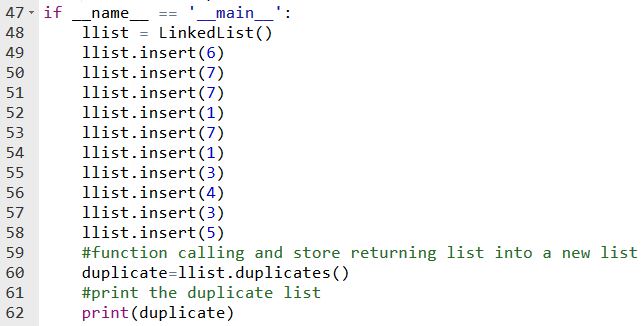 47 if __name__ == '__main__':
48     llist = LinkedList()
49     llist.insert(6)
50     llist.insert(7)
51     llist.insert(7)
52     llist.insert(1)
53     llist.insert(7)
54     llist.insert(1)
55     llist.insert(3)
56     llist.insert(4)
57     llist.insert(3)
58     llist.insert(5)
59     #function calling and store returning list into a new list
60     duplicate=llist.duplicates()
61     #print the duplicate list
62     print(duplicate)